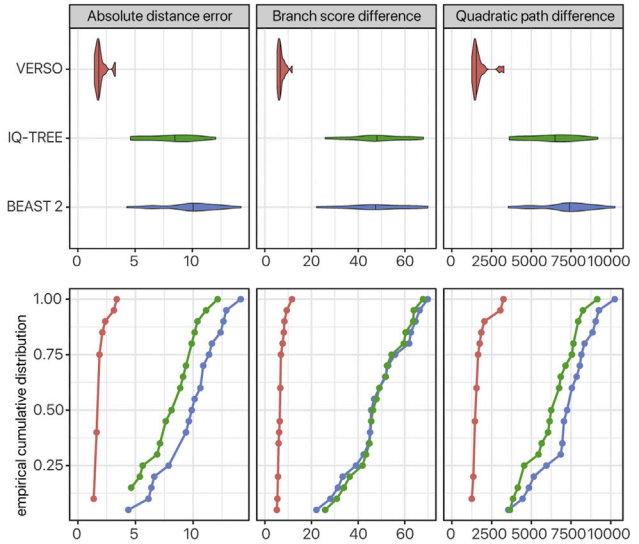 Absolute distance error Branch score difference Quadratic path difference
VERSO
IQ-TREE
BEAST 2
0 5 10 0 20 40 60 0 2500 5000 7500 10000
empirical cumulative distribution
1.00
0.75
0.50
0.25
0 5 10 0 20 40 60 0 2500 5000 7500 10000